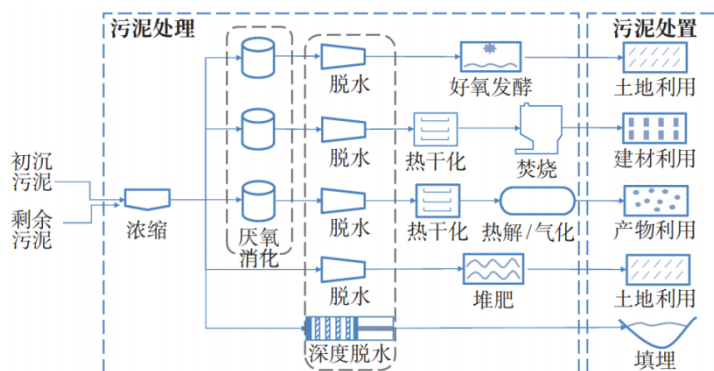 污泥处理
污泥处置
脱水
好氧发酵
土地利用
脱水
热干化
焚烧
建材利用
初沉
污泥
剩余
污泥
浓缩
厌氧
消化
脱水
热干化
热解/气化
产物利用
脱水
堆肥
土地利用
深度脱水
填埋